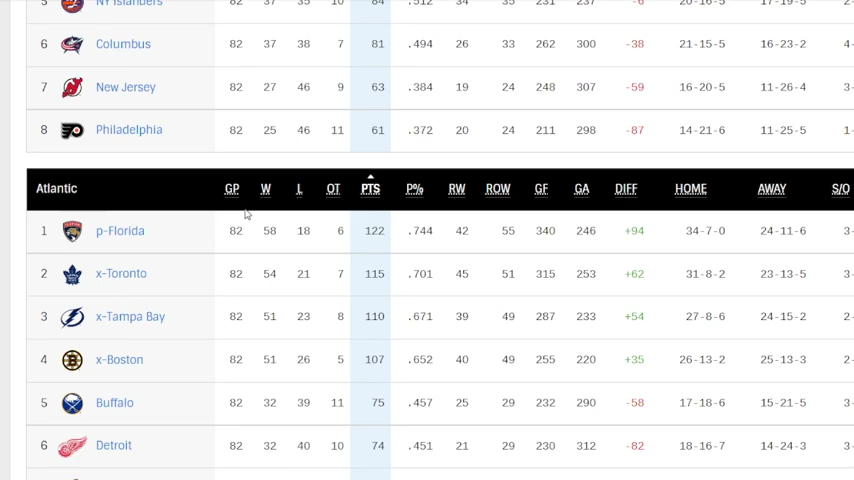 5 NY Islanders 82 37 35 10 84 .512 34 35 231 237 -6 20-16-5 17-19-5
6 Columbus 82 37 38 7 81 .494 26 33 262 300 -38 21-15-5 16-23-2 4-
7 New Jersey 82 27 46 9 63 .384 19 24 248 307 -59 16-20-5 11-26-4 3-
8 Philadelphia 82 25 46 11 61 .372 20 24 211 298 -87 14-21-6 11-25-5 1-
Atlantic GP W L OT PTS P% RW ROW GF GA DIFF HOME AWAY S/O
1 p-Florida 82 58 18 6 122 .744 42 55 340 246 +94 34-7-0 24-11-6 3-
2 x-Toronto 82 54 21 7 115 .701 45 51 315 253 +62 31-8-2 23-13-5 3-
3 x-Tampa Bay 82 51 23 8 110 .671 39 49 287 233 +54 27-8-6 24-15-2 2-
4 x-Boston 82 51 26 5 107 .652 40 49 255 220 +35 26-13-2 25-13-3 2-
5 Buffalo 82 32 39 11 75 .457 25 29 232 290 -58 17-18-6 15-21-5 3-
6 Detroit 82 32 40 10 74 .451 21 29 230 312 -82 18-16-7 14-24-3 3-